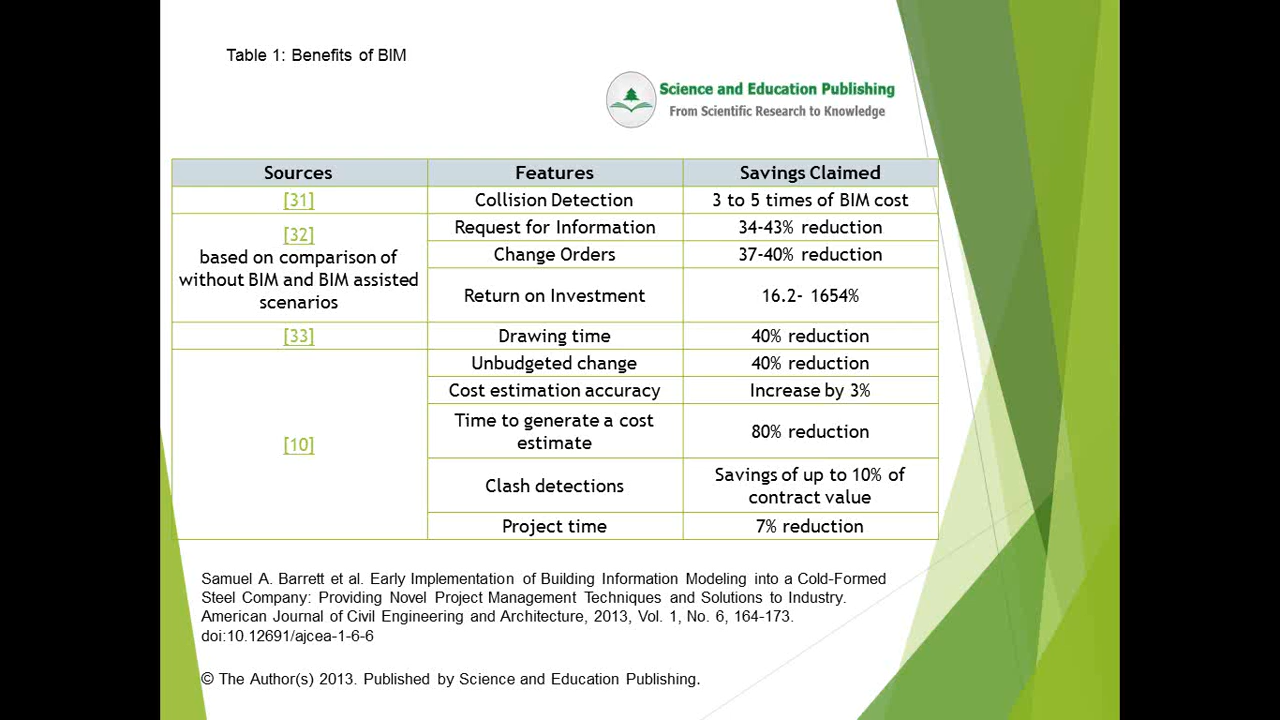 Table 1: Benefits of BIM
Science and Education Publishing
From Scientific Research to Knowledge
Sources Features Savings Claimed
[31] Collision Detection 3 to 5 times of BIM cost
[32]
based on comparison of
without BIM and BIM assisted
scenarios
Request for Information 34-43% reduction
Change Orders 37-40% reduction
Return on Investment 16.2- 1654%
[33] Drawing time 40% reduction
[10]
Unbudgeted change 40% reduction
Cost estimation accuracy Increase by 3%
Time to generate a cost
estimate
80% reduction
Clash detections
Savings of up to 10% of
contract value
Project time 7% reduction
Samuel A. Barrett et al. Early Implementation of Building Information Modeling into a Cold-Formed
Steel Company: Providing Novel Project Management Techniques and Solutions to Industry.
American Journal of Civil Engineering and Architecture, 2013, Vol. 1, No. 6, 164-173.
doi:10.12691/ajcea-1-6-6
© The Author(s) 2013. Published by Science and Education Publishing.